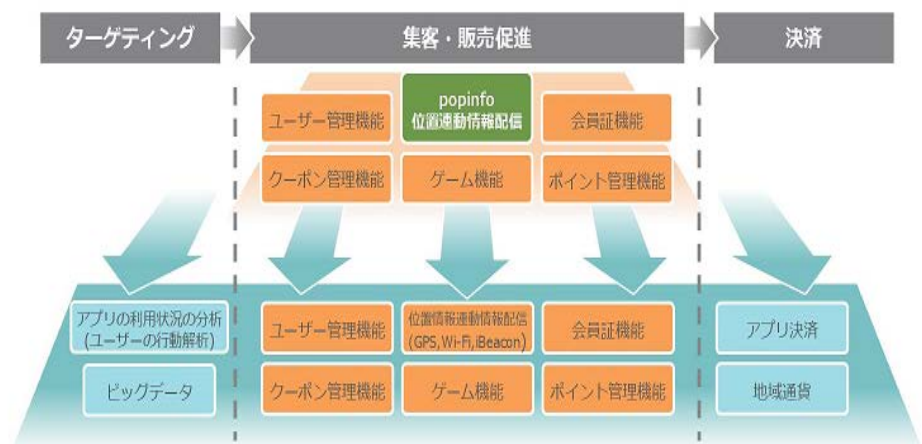 ターゲティング
集客・販売促進
決済
ユーザー管理機能
popinfo
位置連動情報配信
会員証機能
クーポン管理機能
ゲーム機能
ポイント管理機能
アプリの利用状況の分析
(ユーザーの行動解析)
ユーザー管理機能
位置情報連動情報配信
(GPS,Wi-Fi,iBeacon)
会員証機能
アプリ決済
ビッグデータ
クーポン管理機能
ゲーム機能
ポイント管理機能
地域通貨